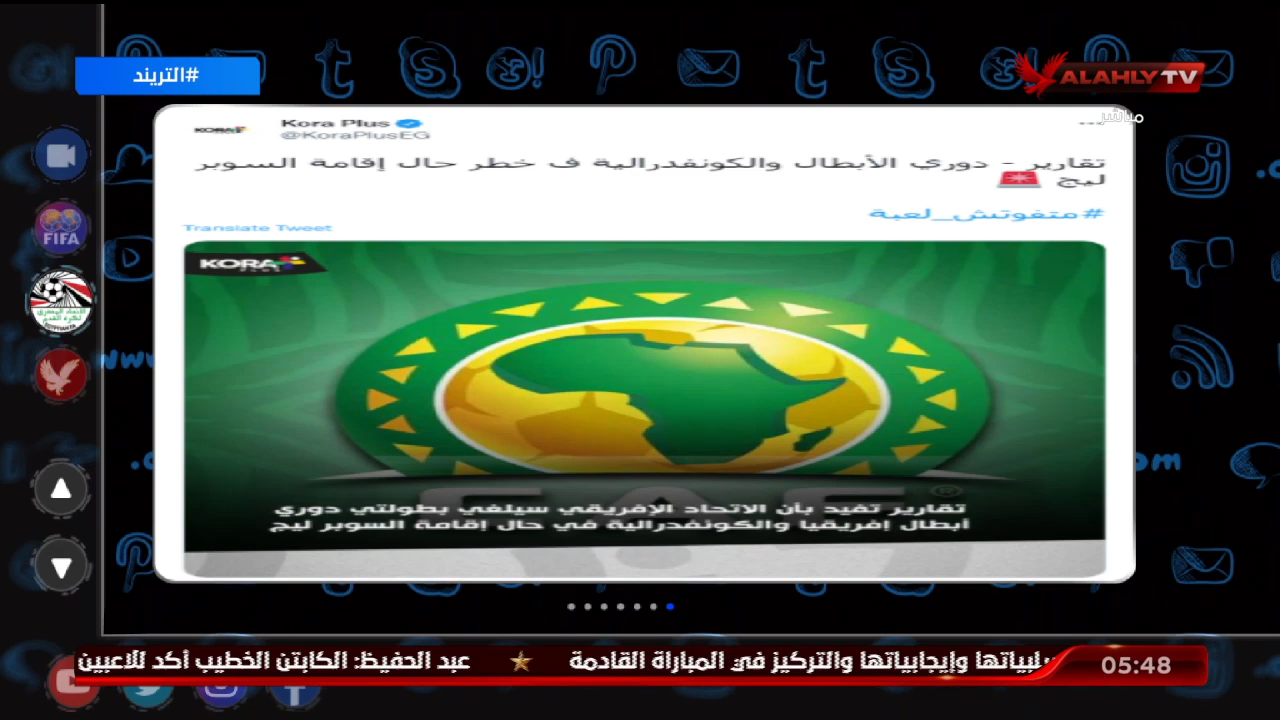 #التريند
ALAHLY TV
مباشر
Kora Plus
@KoraPlusEG
تقارير - دوري الأبطال والكونفدرالية ف خطر حال إقامة السوبر
ليج
#متفوتش_لعبة
Translate Tweet
KORA
PLUS
FIFA
تقارير تفيد بأن الاتحاد الإفريقي سيلغي بطولتي دوري
أبطال إفريقيا والكونفدرالية في حال إقامة السوبر ليج
سلبياتها وإيجابياتها والتركيز في المباراة القادمة
عبد الحفيظ: الكابتن الخطيب أكد للاعبين
05:48